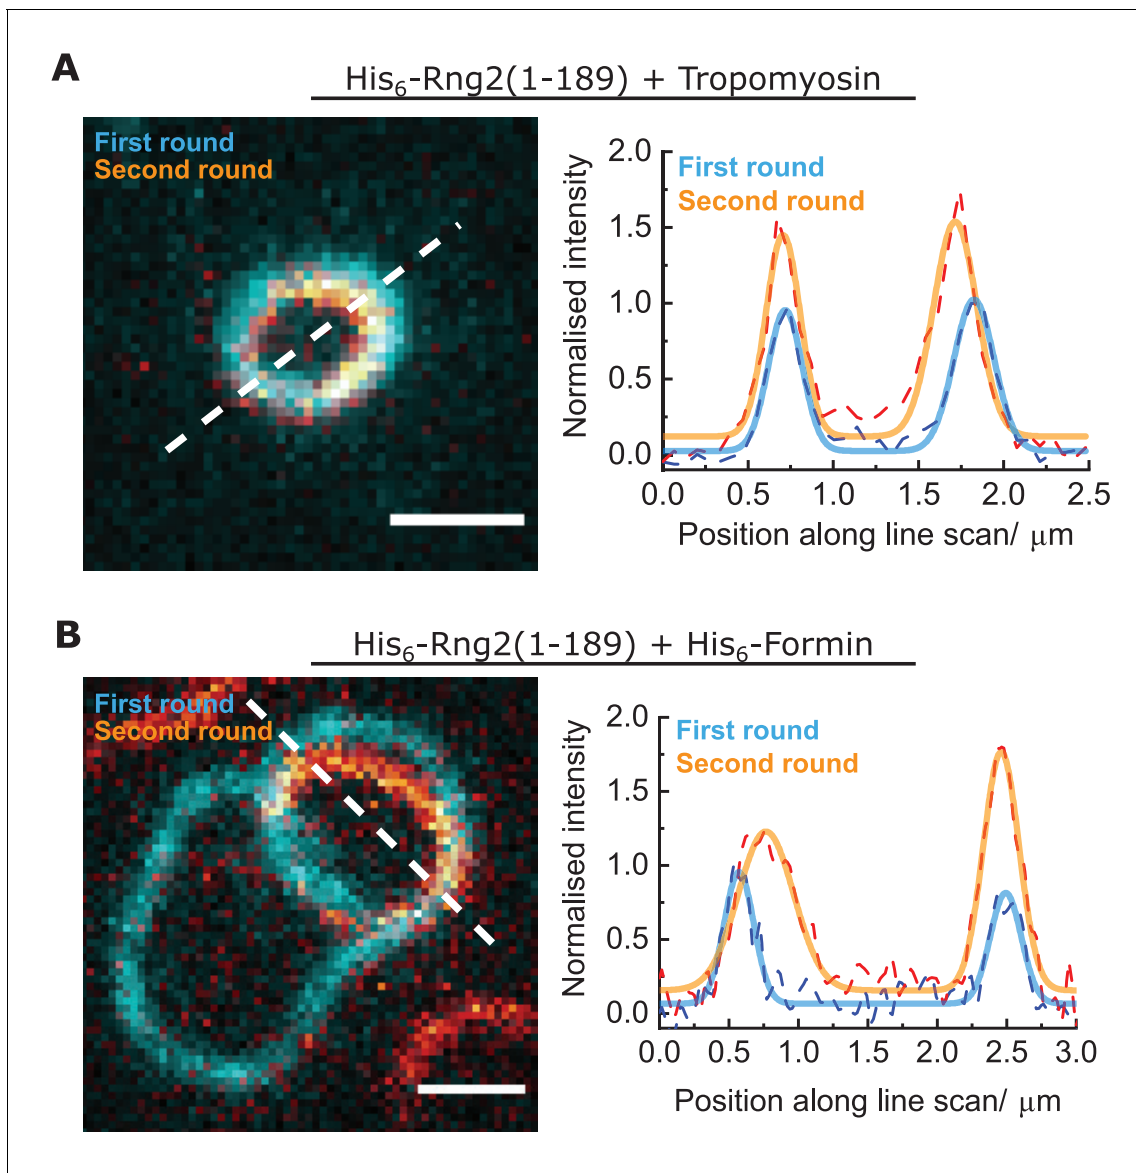 A
His₆-Rng2(1-189) + Tropomyosin
First round
Second round
First round
Second round
Normalised intensity
2.0
1.5
1.0
0.5
0.0
0.0 0.5 1.0 1.5 2.0 2.5
Position along line scan/ μm
B
His₆-Rng2(1-189) + His₆-Formin
First round
Second round
First round
Second round
Normalised intensity
2.0
1.5
1.0
0.5
0.0
0.0 0.5 1.0 1.5 2.0 2.5 3.0
Position along line scan/ μm